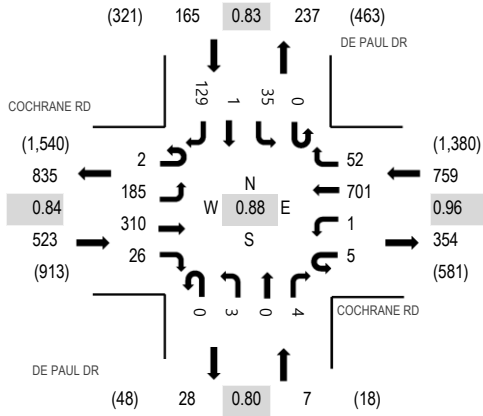 (321) 165 0.83 237 (463)
DE PAUL DR
129 1 35 0
COCHRANE RD
(1,540) (1,380)
835 2 52 759
0.84 185 N 701 0.96
W 0.88 E
523 310 S 1 354
(913) 26 5 (581)
0 3 0 4
COCHRANE RD
DE PAUL DR
(48) 28 0.80 7 (18)